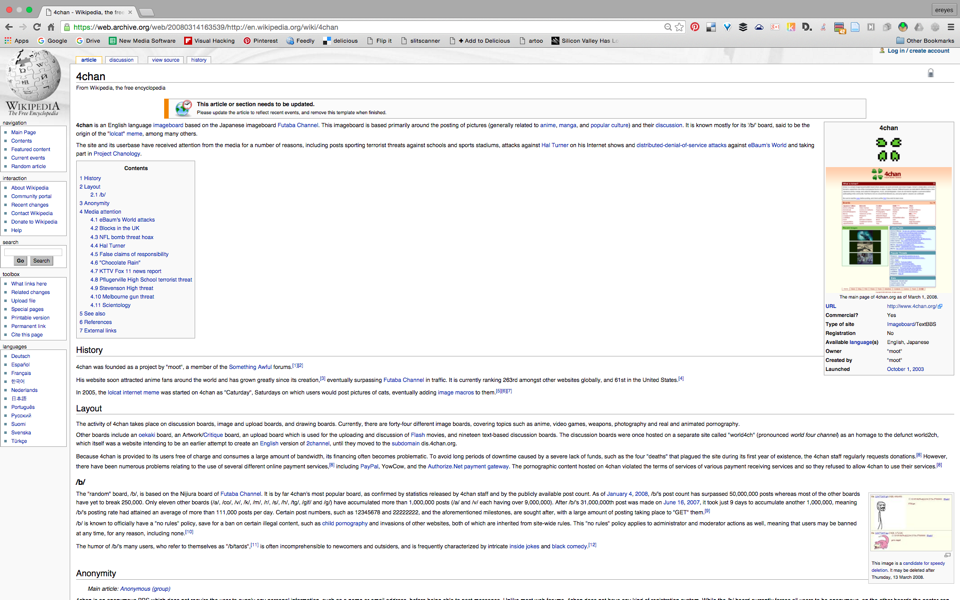 4chan - Wikipedia, the free
ereyes
https://web.archive.org/web/20080314163539/http://en.wikipedia.org/wiki/4chan
Apps Google Drive New Media Software Visual Hacking Pinterest Feedly delicious Flip it slitscanner + Add to Delicious artoo Silicon Valley Has Other Bookmarks
Log in / create account
article discussion view source history
WIKIPEDIA
The Free Encyclopedia
navigation
Main Page
Contents
Featured content
Current events
Random article
interaction
About Wikipedia
Community portal
Recent changes
Contact Wikipedia
Donate to Wikipedia
Help
search
Go Search
toolbox
What links here
Related changes
Upload file
Special pages
Printable version
Permanent link
Cite this page
languages
Deutsch
Español
Français
한국어
Nederlands
日本語
Português
Русский
Suomi
Svenska
Türkçe
4chan
From Wikipedia, the free encyclopedia
This article or section needs to be updated.
Please update the article to reflect recent events, and remove this template when finished.
4chan is an English language imageboard based on the Japanese imageboard Futaba Channel. This imageboard is based primarily around the posting of pictures (generally related to anime, manga, and popular culture) and their discussion. It is known mostly for its '/b/' board, said to be the
origin of the "lolcat" meme, among many others.
The site and its userbase have received attention from the media for a number of reasons, including posts sporting terrorist threats against schools and sports stadiums, attacks against Hal Turner on his Internet shows and distributed-denial-of-service attacks against eBaum's World and taking
part in Project Chanology.
Contents
1 History
2 Layout
2.1 /b/
3 Anonymity
4 Media attention
4.1 eBaum's World attacks
4.2 Blocks in the UK
4.3 NFL bomb threat hoax
4.4 Hal Turner
4.5 False claims of responsibility
4.6 "Chocolate Rain"
4.7 KTTV Fox 11 news report
4.8 Pflugerville High School terrorist threat
4.9 Stevenson High threat
4.10 Melbourne gun threat
4.11 Scientology
5 See also
6 References
7 External links
4chan
4chan
The main page of 4chan.org as of March 1, 2008.
URL http://www.4chan.org/
Commercial? Yes
Type of site Imageboard/TextBBS
Registration No
Available language(s) English, Japanese
Owner "moot"
Created by "moot"
Launched October 1, 2003
History
4chan was founded as a project by "moot", a member of the Something Awful forums.[1][2]
His website soon attracted anime fans around the world and has grown greatly since its creation,[3] eventually surpassing Futaba Channel in traffic. It is currently ranking 283rd amongst other websites globally, and 61st in the United States.[4]
In 2005, the lolcat internet meme was started on 4chan as "Caturday", Saturdays on which users would post pictures of cats, eventually adding image macros to them.[5][6][7]
Layout
The activity of 4chan takes place on discussion boards, image and upload boards, and drawing boards. Currently, there are forty-four different image boards, covering topics such as anime, video games, weapons, photography and real and animated pornography.
Other boards include an oekaki board, an Artwork/Critique board, an upload board which is used for the uploading and discussion of Flash movies, and nineteen text-based discussion boards. The discussion boards were once hosted on a separate site called "world4ch" (pronounced world four channel) as an homage to the defunct world2ch,
which itself was a website intending to be an earlier attempt to create an English version of 2channel, until they moved to the subdomain dis.4chan.org.
Because 4chan is provided to its users free of charge and consumes a large amount of bandwidth, its financing often becomes problematic. To avoid long periods of downtime caused by a severe lack of funds, such as the four "deaths" that plagued the site during its first year of existence, the 4chan staff regularly requests donations.[8] However,
there have been numerous problems relating to the use of several different online payment services,[8] including PayPal, YowCow, and the Authorize.Net payment gateway. The pornographic content hosted on 4chan violated the terms of services of various payment receiving services and so they refused to allow 4chan to use their services.[8]
/b/
The "random" board, /b/, is based on the Nijiura board of Futaba Channel. It is by far 4chan's most popular board, as confirmed by statistics released by 4chan staff and by the publicly available post count. As of January 4, 2008, /b/'s post count has surpassed 50,000,000 posts whereas most of the other boards
have yet to break 250,000. Only eleven other boards (/a/, /co/, /v/, /k/, /m/, /h/, /s/, /h/, /tg/, /gif/ and /g/) have accumulated more than 1,000,000 posts (/a/ and /v/ each having over 9,000,000). After /b/'s 31,000,000th post was made on June 16, 2007, it took just 9 days to accumulate another 1,000,000, meaning
/b/'s posting rate had attained an average of more than 111,000 posts per day. Certain post numbers, such as 12345678 and 22222222, and the aforementioned milestones, are sought after, with a large amount of posting taking place to "GET" them.[9]
/b/ is known to officially have a "no rules" policy, save for a ban on certain illegal content, such as child pornography and invasions of other websites, both of which are inherited from site-wide rules. This "no rules" policy applies to administrator and moderator actions as well, meaning that users may be banned
at any time, for any reason, including none.[10]
The humor of /b/'s many users, who refer to themselves as "/b/tards",[11] is often incomprehensible to newcomers and outsiders, and is frequently characterized by intricate inside jokes and black comedy.[12]
This image is a candidate for speedy
deletion. It may be deleted after
Thursday, 13 March 2008.
Anonymity
Main article: Anonymous (group)